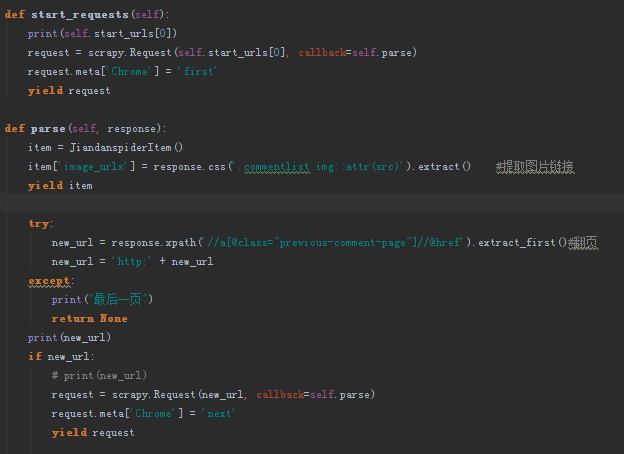 def start_requests(self):
    print(self.start_urls[0])
    request = scrapy.Request(self.start_urls[0], callback=self.parse)
    request.meta['Chrome'] = 'first'
    yield request
def parse(self, response):
    item = JiandanspiderItem()
    item['image_urls'] = response.css('.commentlist img::attr(src)').extract()    #提取图片链接
    yield item
    try:
        new_url = response.xpath('//a[@class="previous-comment-page"]//@href').extract_first()#翻页
        new_url = 'http:' + new_url
    except:
        print("最后一页")
        return None
    print(new_url)
    if new_url:
        # print(new_url)
        request = scrapy.Request(new_url, callback=self.parse)
        request.meta['Chrome'] = 'next'
        yield request